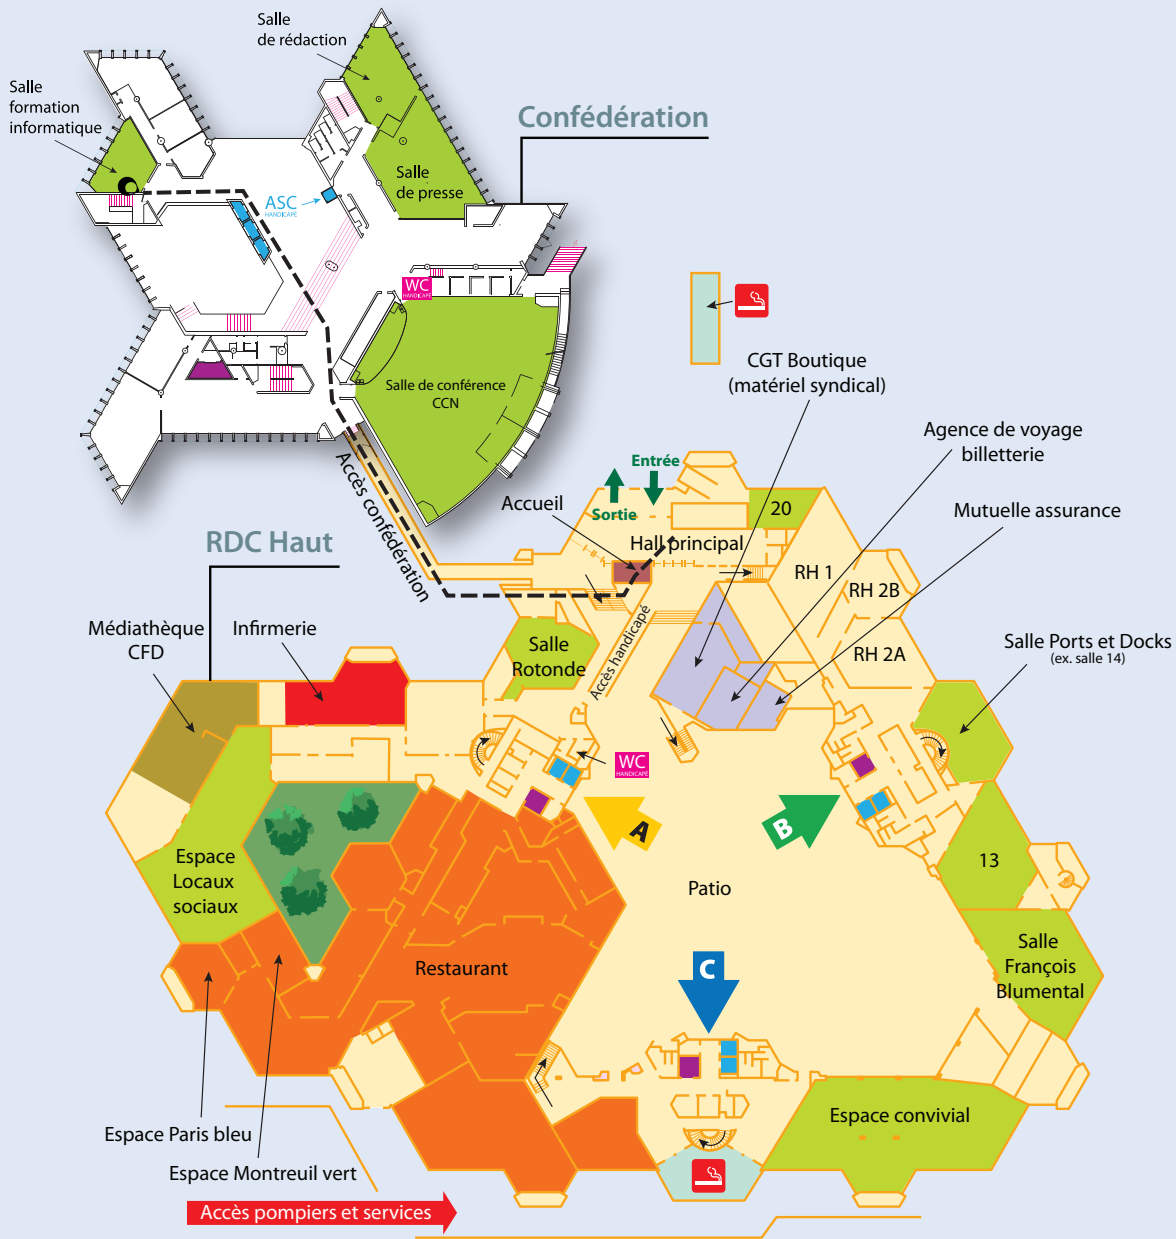 Salle
de rédaction
Salle
formation
informatique
Confédération
Salle
de presse
ASC
HANDICAPÉ
WC
HANDICAPÉ
Salle de conférence
CCN
CGT Boutique
(matériel syndical)
Agence de voyage
billetterie
Mutuelle assurance
Accès confédération
Entrée
Sortie
Accueil
Hall principal
20
RH 1
RH 2B
RH 2A
RDC Haut
Médiathèque
CFD
Infirmerie
Salle
Rotonde
Accès handicapé
Salle Ports et Docks
(ex. salle 14)
WC
HANDICAPÉ
A
B
Espace
Locaux
sociaux
Patio
13
Restaurant
C
Salle
François
Blumental
Espace convivial
Espace Paris bleu
Espace Montreuil vert
Accès pompiers et services